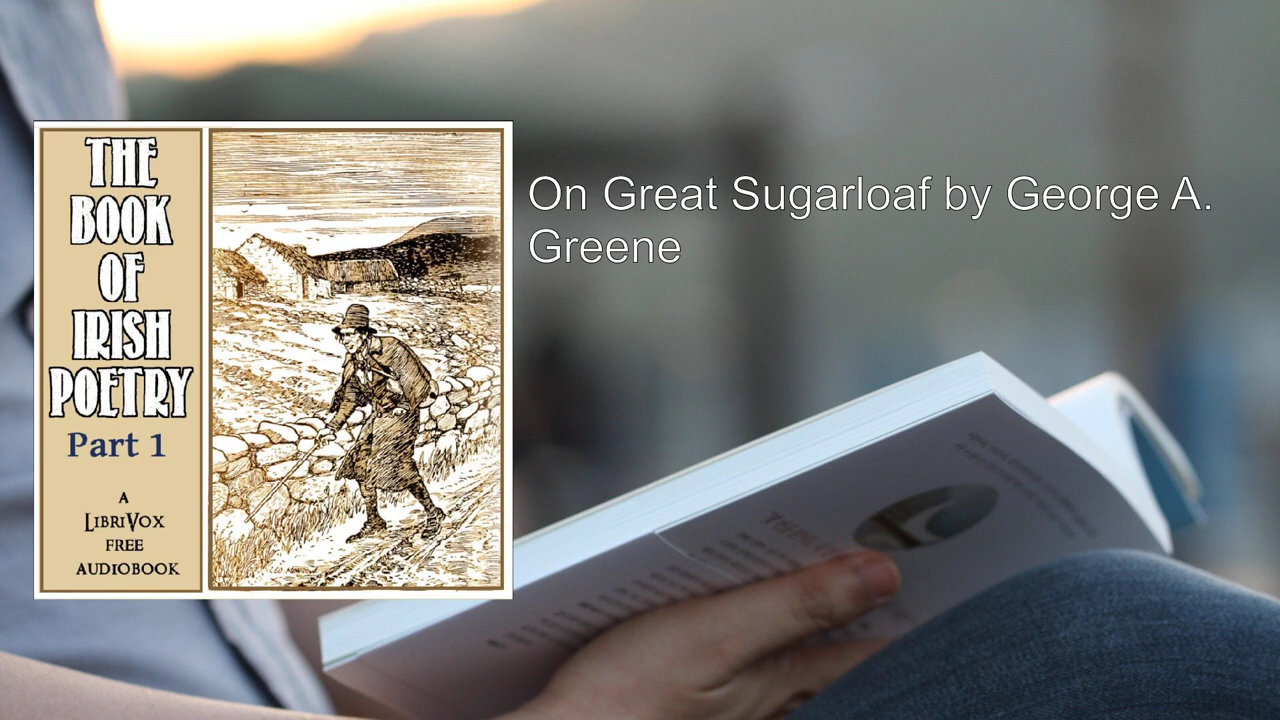 THE
BOOK
OF
IRISH
POETRY
Part 1
A
LIBRIVOX
FREE
AUDIOBOOK
On Great Sugarloaf by George A.
Greene